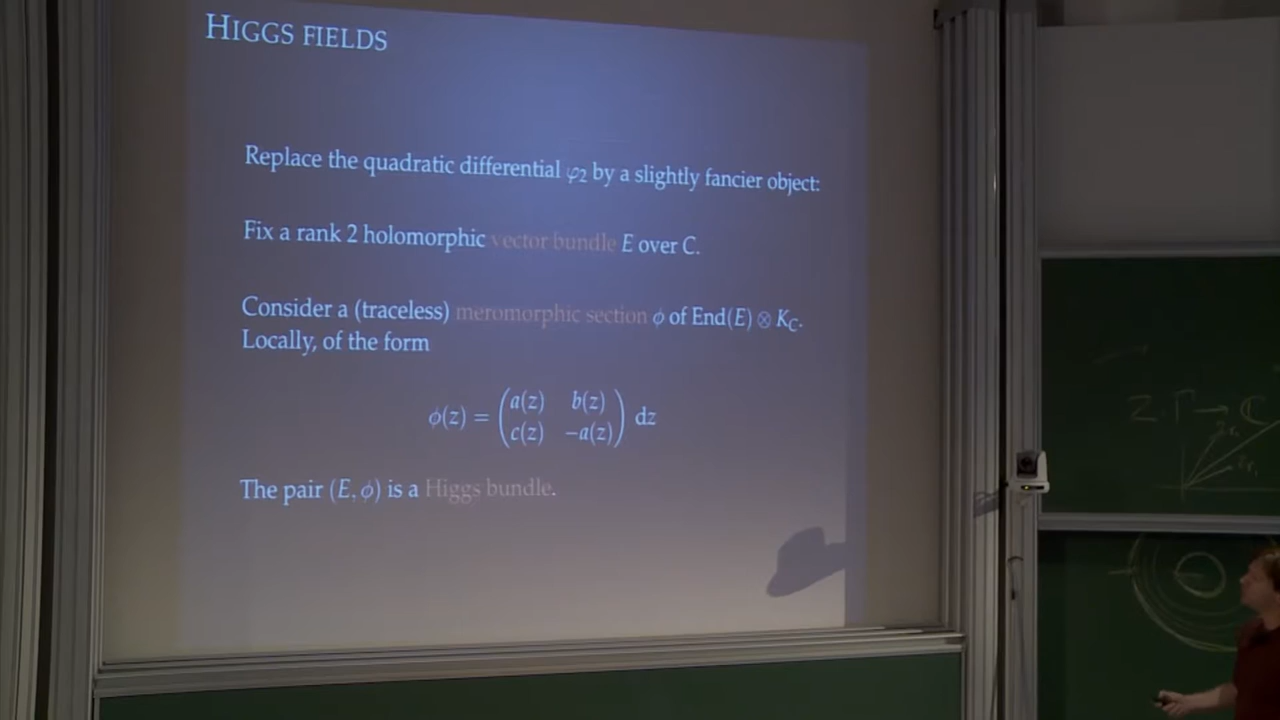 HIGGS FIELDS
Replace the quadratic differential φ₂ by a slightly fancier object:
Fix a rank 2 holomorphic vector bundle E over C.
Consider a (traceless) meromorphic section ϕ of End(E) ⊗ K_C.
Locally, of the form
ϕ(z) = ( a(z) b(z)
c(z) −a(z) ) dz
The pair (E, ϕ) is a Higgs bundle.
Z: Γ → ℂ